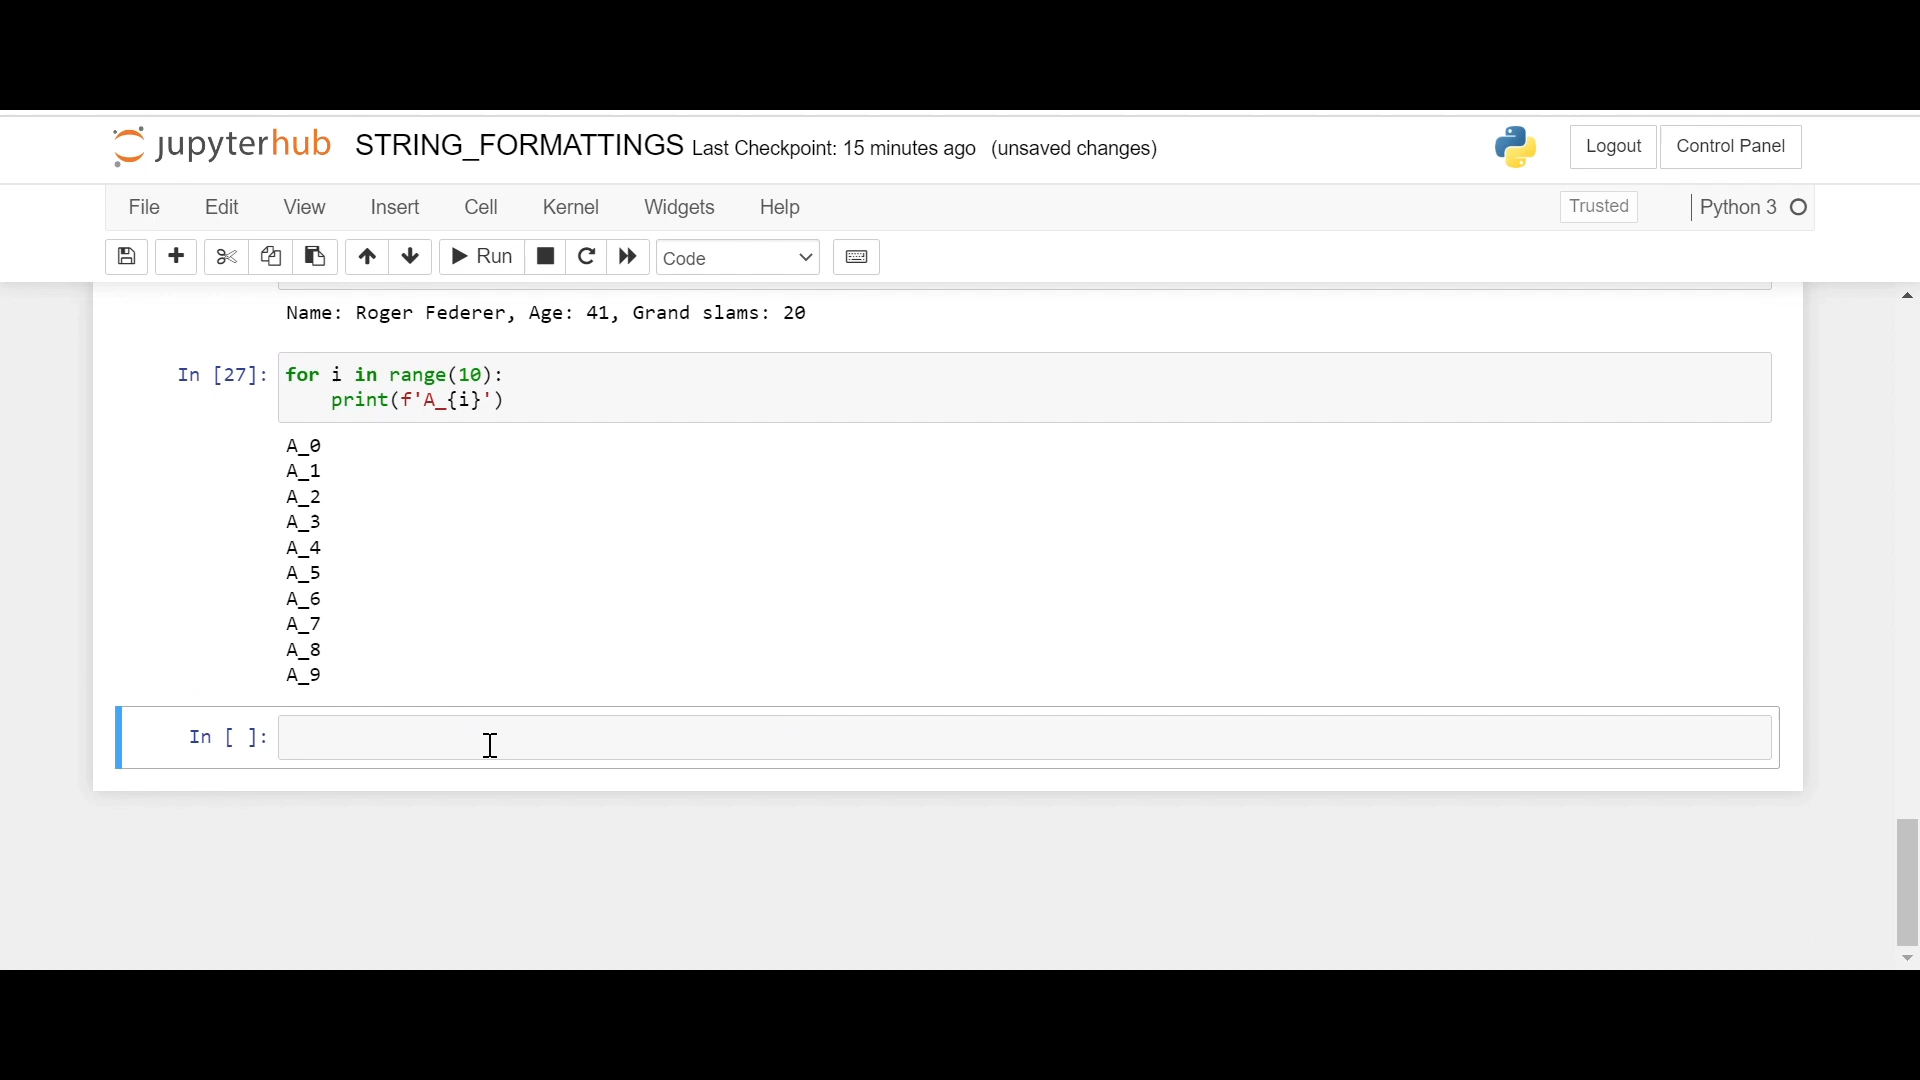 jupyterhub STRING_FORMATTINGS Last Checkpoint: 15 minutes ago (unsaved changes) Logout Control Panel
File Edit View Insert Cell Kernel Widgets Help Trusted Python 3
Run Code
Name: Roger Federer, Age: 41, Grand slams: 20
In [27]: for i in range(10):
print(f'A_{i}')
A_0
A_1
A_2
A_3
A_4
A_5
A_6
A_7
A_8
A_9
In [ ]: